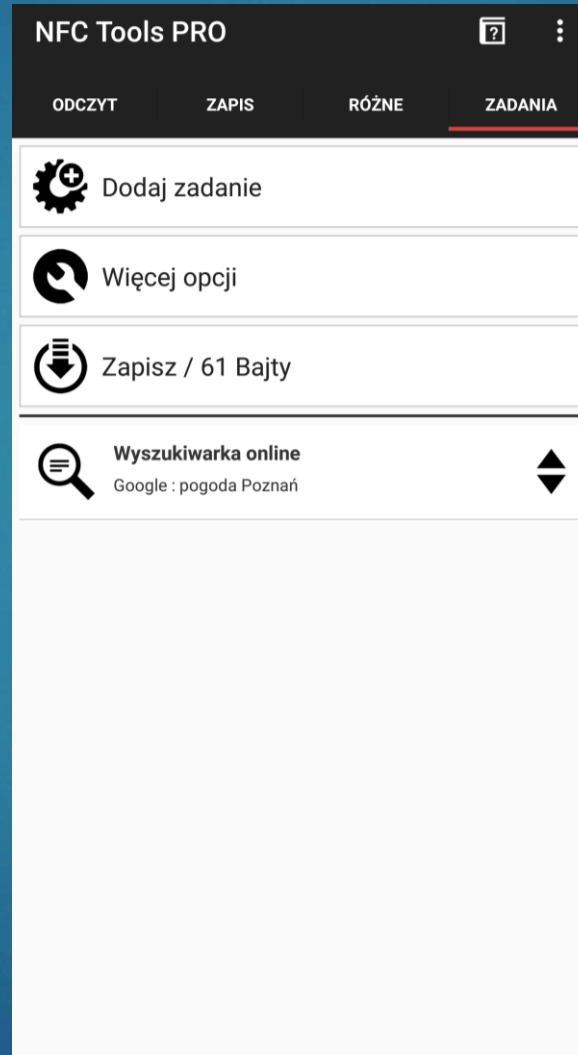 NFC Tools PRO
ODCZYT ZAPIS RÓŻNE ZADANIA
Dodaj zadanie
Więcej opcji
Zapisz / 61 Bajty
Wyszukiwarka online
Google : pogoda Poznań